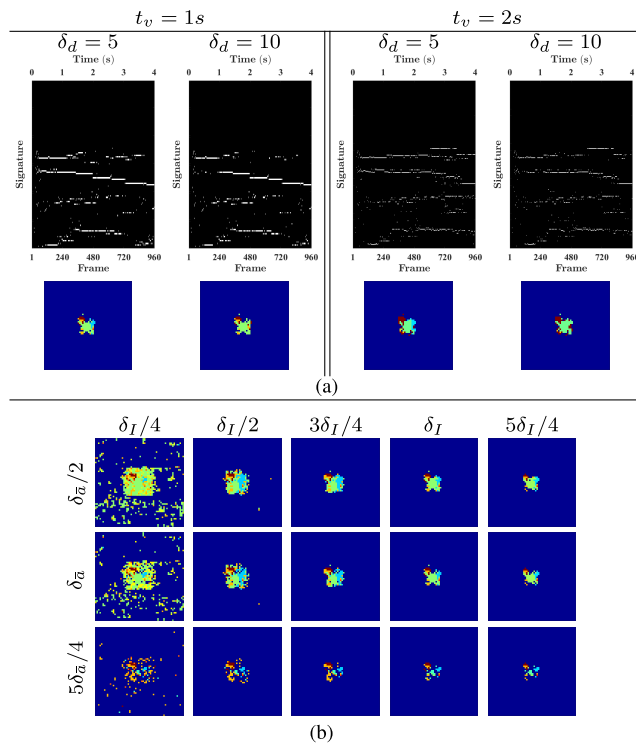 t_v = 1s t_v = 2s
δ_d = 5 δ_d = 10 δ_d = 5 δ_d = 10
Time (s) Time (s) Time (s) Time (s)
0 1 2 3 4 0 1 2 3 4 0 1 2 3 4 0 1 2 3 4
Signature Signature Signature Signature
1 240 480 720 960 1 240 480 720 960 1 240 480 720 960 1 240 480 720 960
Frame Frame Frame Frame
(a)
δ_I/4 δ_I/2 3δ_I/4 δ_I 5δ_I/4
δ_a̅/2
δ_a̅
5δ_a̅/4
(b)